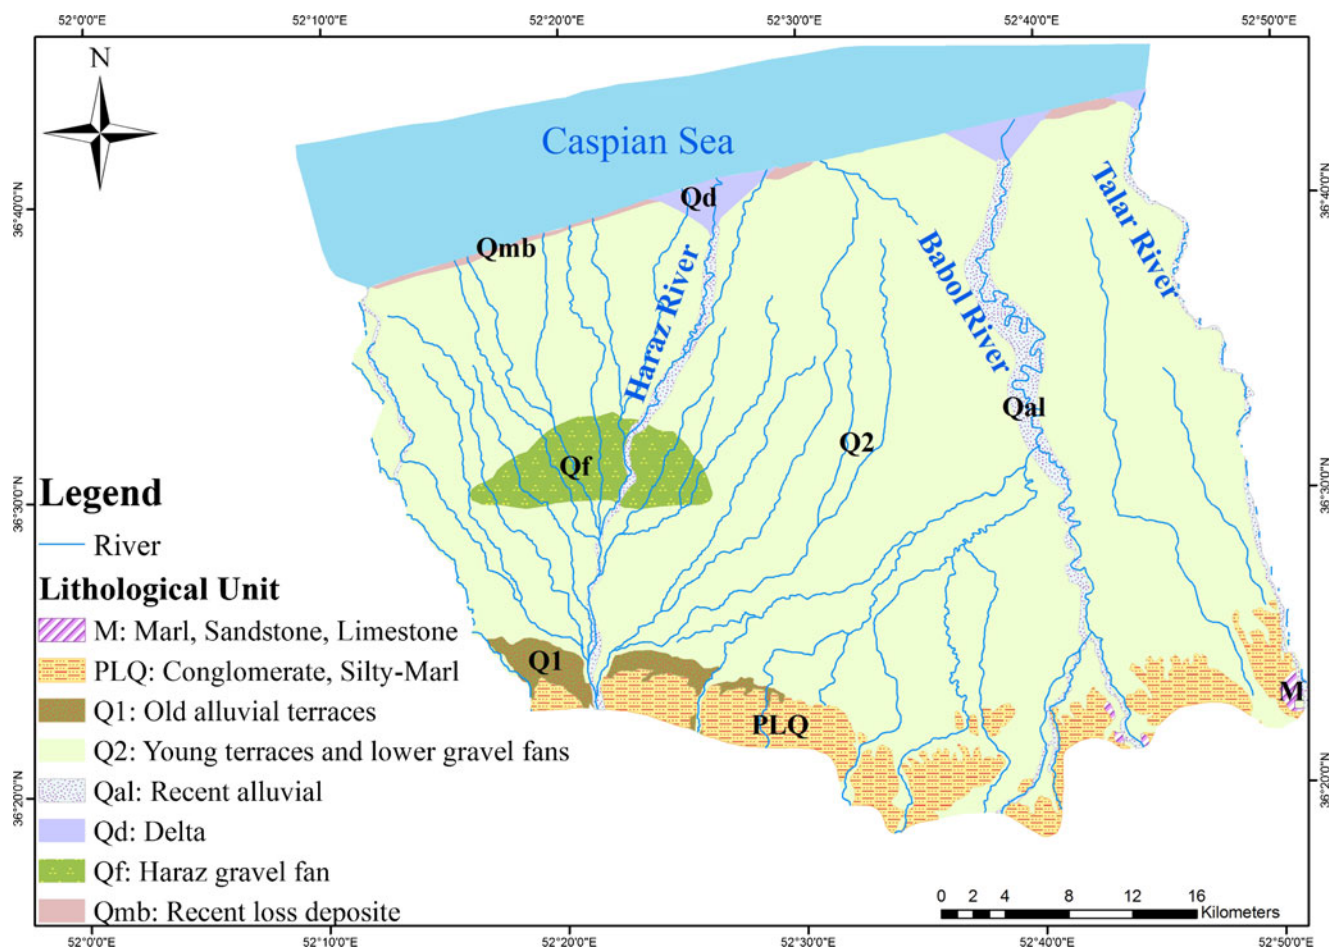 52°0'0"E
52°10'0"E
52°20'0"E
52°30'0"E
52°40'0"E
52°50'0"E
N
Caspian Sea
36°40'0"N
36°40'0"N
Qd
Qmb
Haraz River
Babol River
Talar River
Qal
Q2
Qf
36°30'0"N
36°30'0"N
Legend
River
Lithological Unit
M: Marl, Sandstone, Limestone
PLQ: Conglomerate, Silty-Marl
Q1: Old alluvial terraces
Q2: Young terraces and lower gravel fans
Qal: Recent alluvial
Qd: Delta
Qf: Haraz gravel fan
Qmb: Recent loss deposite
Q1
PLQ
M
36°20'0"N
36°20'0"N
0 2 4 8 12 16
Kilometers
52°0'0"E
52°10'0"E
52°20'0"E
52°30'0"E
52°40'0"E
52°50'0"E